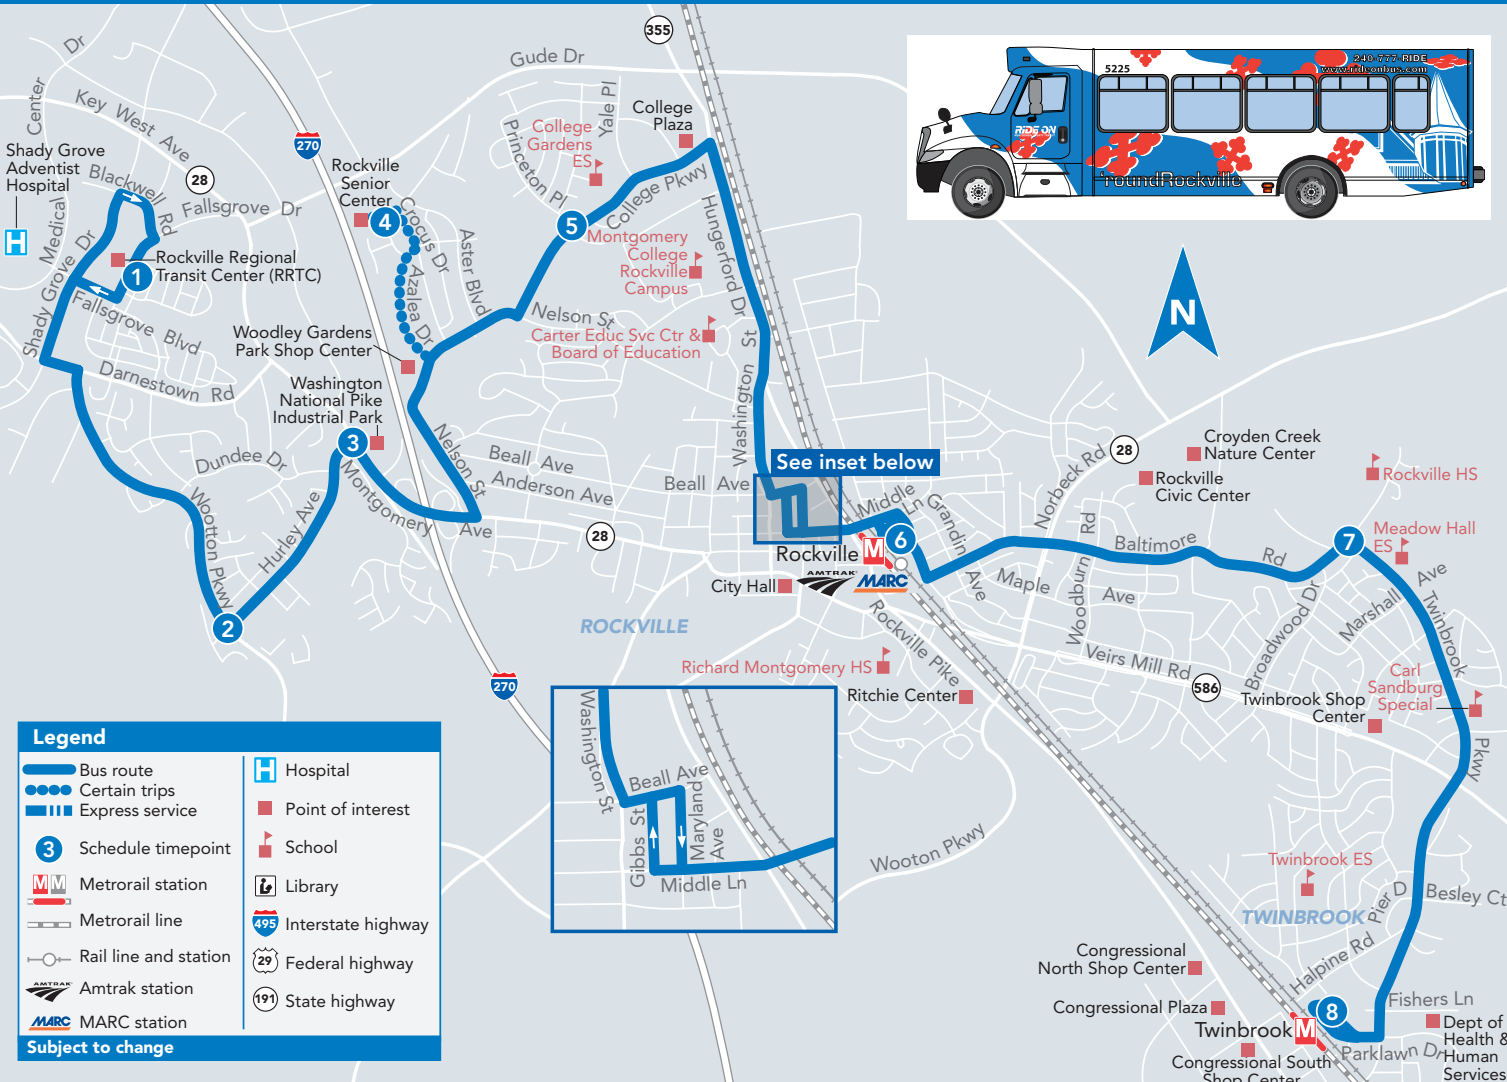 355
Gude Dr
Dr
Center
Key West Ave
270
28
Shady Grove
Adventist
Hospital
H
Medical
Blackwell
Rd
Fallsgrove Dr
Rockville
Senior
Center
4
Crocus Dr
Azalea Dr
Aster Blvd
Princeton Pl
Yale Pl
College
Gardens
ES
College
Plaza
College Pkwy
5
Montgomery
College
Rockville
Campus
Hungerford Dr
5225
RIDE ON
'roundRockville
240-777-RIDE
www.rideonbus.com
N
Shady Grove Dr
Rockville Regional
Transit Center (RRTC)
1
Fallsgrove Blvd
Darnestown Rd
Woodley Gardens
Park Shop Center
Washington
National Pike
Industrial Park
3
Nelson St
Carter Educ Svc Ctr &
Board of Education
Washington St
Dundee Dr
Wootton Pkwy
Hurley Ave
2
Montgomery Ave
Nelson St
Beall Ave
Anderson Ave
28
Beall Ave
See inset below
Middle Ln
Grandin Ave
Rockville
M
6
AMTRAK
MARC
City Hall
ROCKVILLE
Norbeck Rd
28
Croyden Creek
Nature Center
Rockville
Civic Center
Rockville HS
Meadow Hall
ES
7
Baltimore Rd
Maple Ave
Woodburn Rd
Broadwood Dr
Marshall Ave
Twinbrook Pkwy
Veirs Mill Rd
586
Rockville Pike
Richard Montgomery HS
Ritchie Center
Carl
Sandburg
Special
Twinbrook Shop
Center
270
Washington St
Beall Ave
Gibbs St
Maryland
Ave
Middle Ln
Wooton Pkwy
Twinbrook ES
TWINBROOK
Pier D
Besley Ct
Halpine Rd
Congressional
North Shop Center
Congressional Plaza
Twinbrook
M
8
Fishers Ln
Parklawn Dr
Dept of
Health &
Human
Services
Congressional South
Shop Center
Legend
Bus route
Certain trips
Express service
3 Schedule timepoint
M M Metrorail station
Metrorail line
Rail line and station
AMTRAK Amtrak station
MARC MARC station
H Hospital
Point of interest
School
Library
495 Interstate highway
29 Federal highway
191 State highway
Subject to change